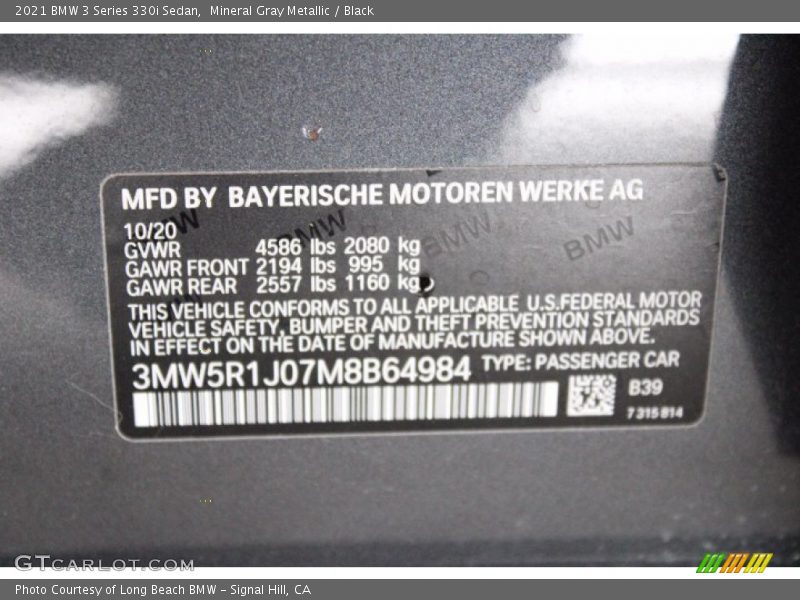 2021 BMW 3 Series 330i Sedan,  Mineral Gray Metallic / Black
MFD BY BAYERISCHE MOTOREN WERKE AG
10/20
GVWR 4586 lbs 2080 kg
GAWR FRONT 2194 lbs 995 kg
GAWR REAR 2557 lbs 1160 kg
THIS VEHICLE CONFORMS TO ALL APPLICABLE U.S.FEDERAL MOTOR
VEHICLE SAFETY, BUMPER AND THEFT PREVENTION STANDARDS
IN EFFECT ON THE DATE OF MANUFACTURE SHOWN ABOVE.
3MW5R1J07M8B64984 TYPE: PASSENGER CAR
B39
7 315 814
BMW BMW BMW BMW
GTCARLOT.COM
Photo Courtesy of Long Beach BMW - Signal Hill, CA